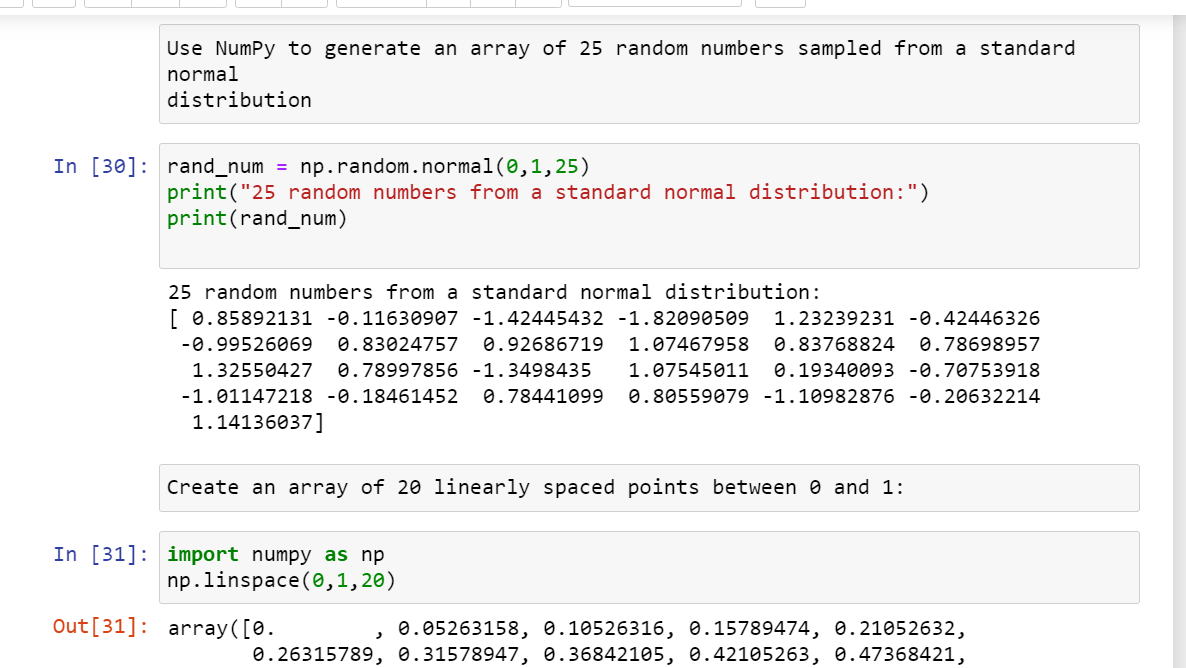 Use NumPy to generate an array of 25 random numbers sampled from a standard
normal
distribution
In [30]: rand_num = np.random.normal(0,1,25)
print("25 random numbers from a standard normal distribution:")
print(rand_num)
25 random numbers from a standard normal distribution:
[ 0.85892131 -0.11630907 -1.42445432 -1.82090509  1.23239231 -0.42446326
 -0.99526069  0.83024757  0.92686719  1.07467958  0.83768824  0.78698957
  1.32550427  0.78997856 -1.3498435   1.07545011  0.19340093 -0.70753918
 -1.01147218 -0.18461452  0.78441099  0.80559079 -1.10982876 -0.20632214
  1.14136037]
Create an array of 20 linearly spaced points between 0 and 1:
In [31]: import numpy as np
np.linspace(0,1,20)
Out[31]: array([0.        , 0.05263158, 0.10526316, 0.15789474, 0.21052632,
       0.26315789, 0.31578947, 0.36842105, 0.42105263, 0.47368421,